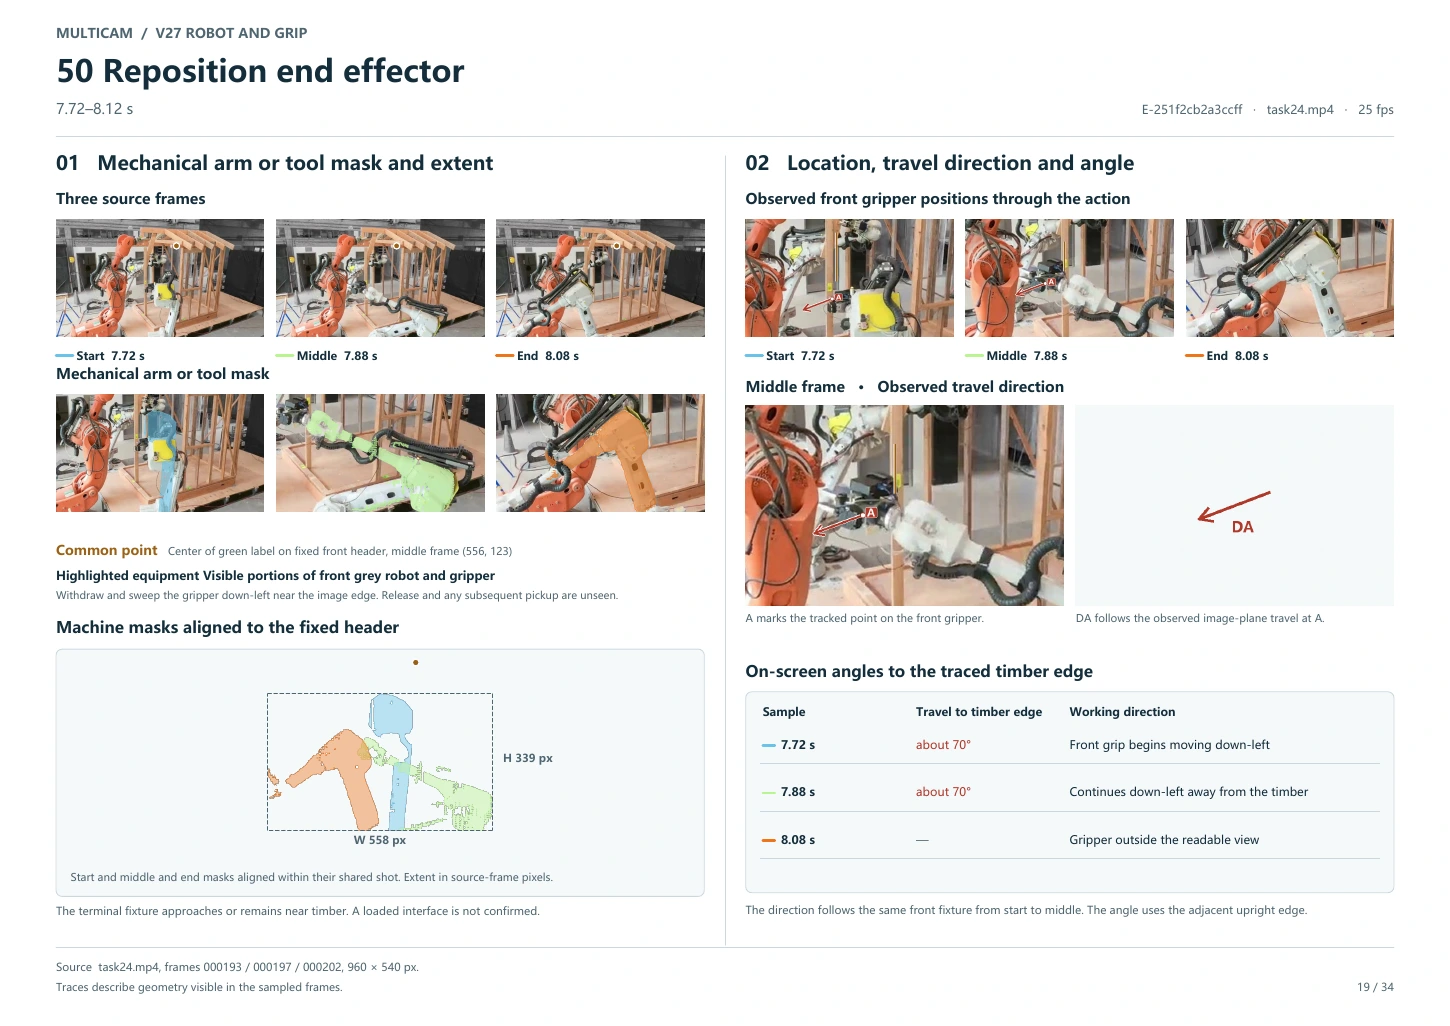 MULTICAM / V27 ROBOT AND GRIP
50 Reposition end effector
7.72–8.12 s
E-251f2cb2a3ccff · task24.mp4 · 25 fps
01 Mechanical arm or tool mask and extent
Three source frames
Start 7.72 s
Middle 7.88 s
End 8.08 s
Mechanical arm or tool mask
Common point Center of green label on fixed front header, middle frame (556, 123)
Highlighted equipment Visible portions of front grey robot and gripper
Withdraw and sweep the gripper down-left near the image edge. Release and any subsequent pickup are unseen.
Machine masks aligned to the fixed header
H 339 px
W 558 px
Start and middle and end masks aligned within their shared shot. Extent in source-frame pixels.
The terminal fixture approaches or remains near timber. A loaded interface is not confirmed.
02 Location, travel direction and angle
Observed front gripper positions through the action
A
A
Start 7.72 s
Middle 7.88 s
End 8.08 s
Middle frame • Observed travel direction
A
DA
A marks the tracked point on the front gripper.
DA follows the observed image-plane travel at A.
On-screen angles to the traced timber edge
Sample Travel to timber edge Working direction
7.72 s about 70° Front grip begins moving down-left
7.88 s about 70° Continues down-left away from the timber
8.08 s — Gripper outside the readable view
The direction follows the same front fixture from start to middle. The angle uses the adjacent upright edge.
Source task24.mp4, frames 000193 / 000197 / 000202, 960 × 540 px.
Traces describe geometry visible in the sampled frames.
19 / 34